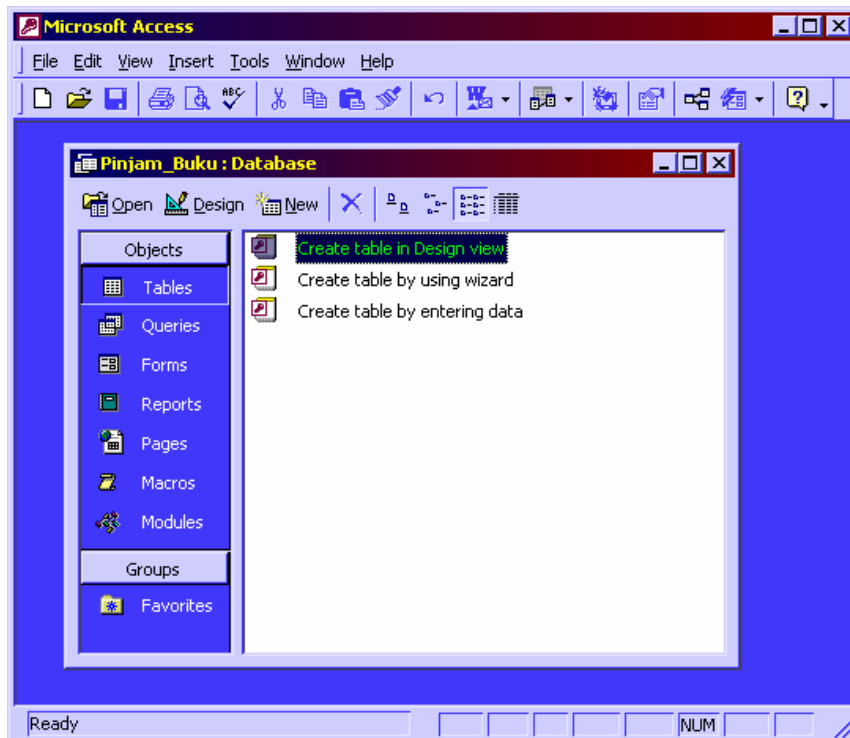 Microsoft Access
File Edit View Insert Tools Window Help
Pinjam_Buku : Database
Open Design New
Objects
Tables
Queries
Forms
Reports
Pages
Macros
Modules
Groups
Favorites
Create table in Design view
Create table by using wizard
Create table by entering data
Ready
NUM